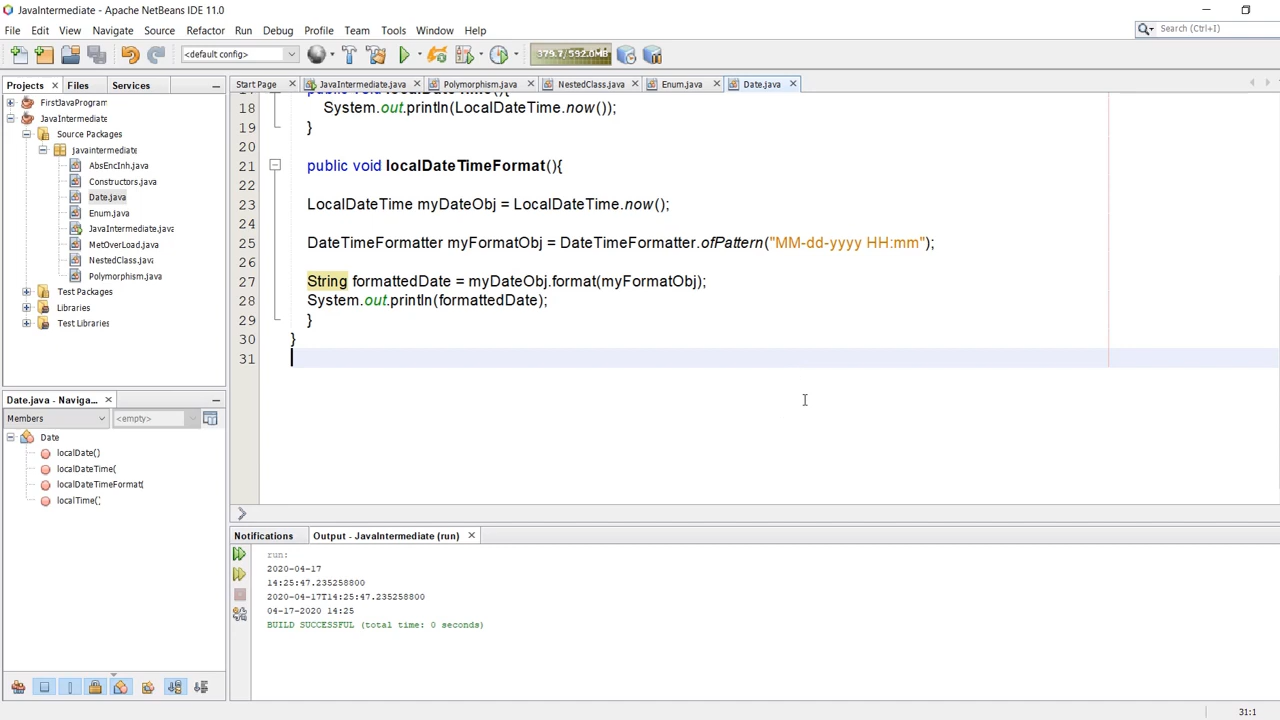 JavaIntermediate - Apache NetBeans IDE 11.0
File Edit View Navigate Source Refactor Run Debug Profile Team Tools Window Help
Search (Ctrl+I)
<default config>
379.7/592.0MB
Projects Files Services
Start Page JavaIntermediate.java Polymorphism.java NestedClass.java Enum.java Date.java
FirstJavaProgram
JavaIntermediate
Source Packages
javaintermediate
AbsEncInh.java
Constructors.java
Date.java
Enum.java
JavaIntermediate.java
MetOverLoad.java
NestedClass.java
Polymorphism.java
Test Packages
Libraries
Test Libraries
18 System.out.println(LocalDateTime.now());
19 }
20
21 public void localDateTimeFormat(){
22
23 LocalDateTime myDateObj = LocalDateTime.now();
24
25 DateTimeFormatter myFormatObj = DateTimeFormatter.ofPattern("MM-dd-yyyy HH:mm");
26
27 String formattedDate = myDateObj.format(myFormatObj);
28 System.out.println(formattedDate);
29 }
30 }
31
Date.java - Naviga...
Members <empty>
Date
localDate()
localDateTime(
localDateTimeFormat(
localTime()
Notifications Output - JavaIntermediate (run)
run:
2020-04-17
14:25:47.235258800
2020-04-17T14:25:47.235258800
04-17-2020 14:25
BUILD SUCCESSFUL (total time: 0 seconds)
31:1